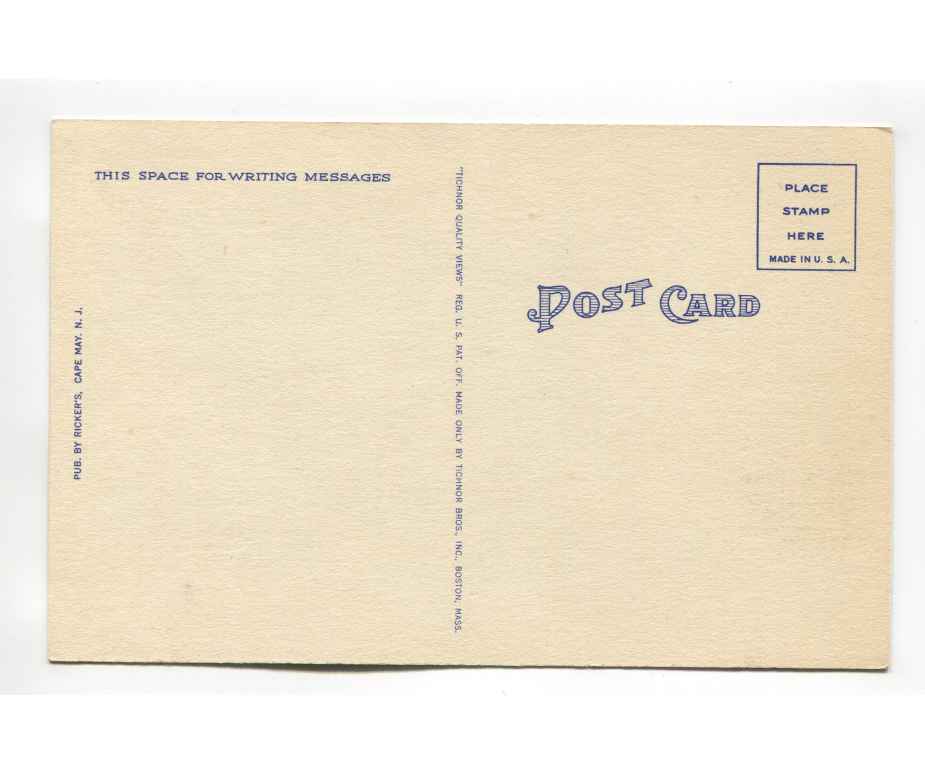 THIS SPACE FOR WRITING MESSAGES
PUB. BY RICKER'S, CAPE MAY, N. J.
"TICHNOR QUALITY VIEWS" REG. U. S. PAT. OFF. MADE ONLY BY TICHNOR BROS., INC., BOSTON, MASS.
PLACE
STAMP
HERE
MADE IN U. S. A.
POST CARD